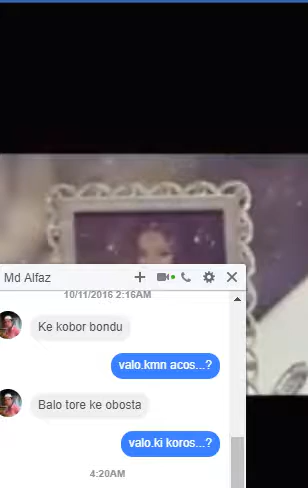 Md Alfaz
10/11/2016 2:16AM
Ke kobor bondu
valo.kmn acos...?
Balo tore ke obosta
valo.ki koros...?
4:20AM